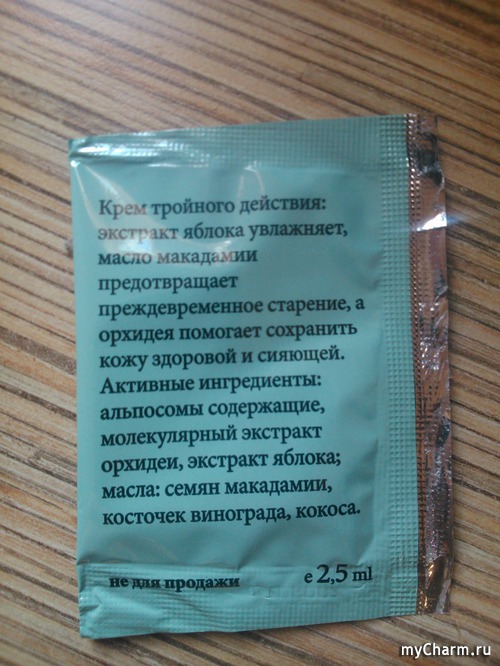 Крем тройного действия:
экстракт яблока увлажняет,
масло макадамии
предотвращает
преждевременное старение, а
орхидея помогает сохранить
кожу здоровой и сияющей.
Активные ингредиенты:
альпосомы содержащие,
молекулярный экстракт
орхидеи, экстракт яблока;
масла: семян макадамии,
косточек винограда, кокоса.
не для продажи e 2,5 ml
myCharm.ru